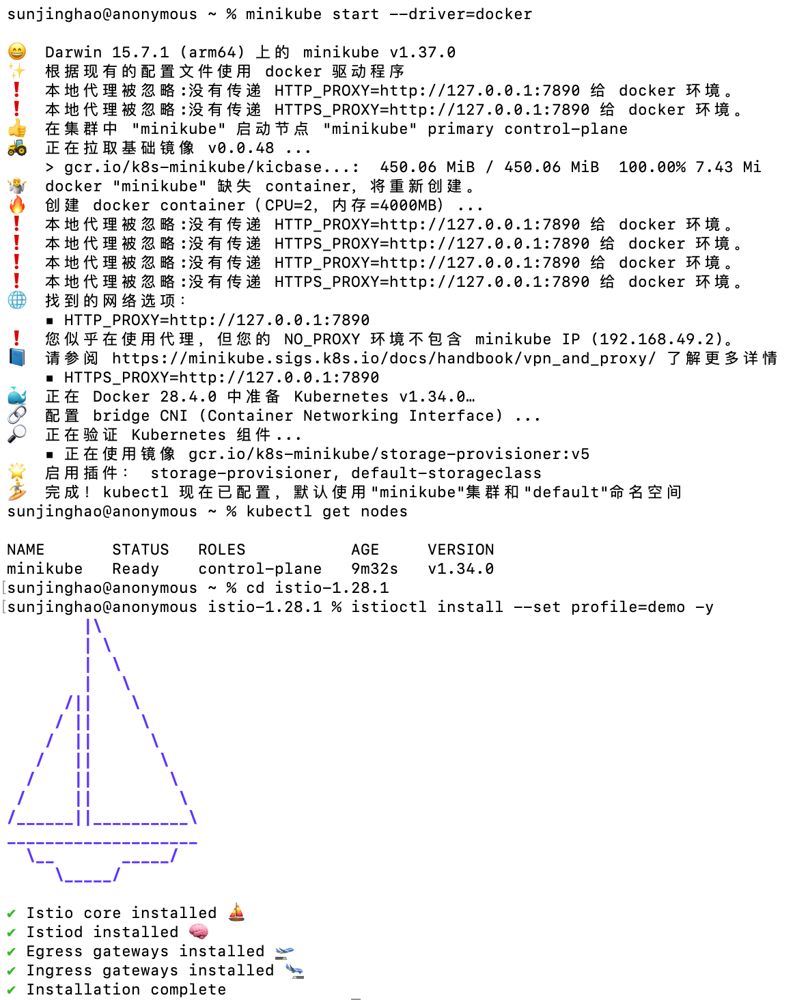 sunjinghao@anonymous ~ % minikube start --driver=docker
😄  Darwin 15.7.1 (arm64) 上的 minikube v1.37.0
✨  根据现有的配置文件使用 docker 驱动程序
❗  本地代理被忽略:没有传递 HTTP_PROXY=http://127.0.0.1:7890 给 docker 环境。
❗  本地代理被忽略:没有传递 HTTPS_PROXY=http://127.0.0.1:7890 给 docker 环境。
👍  在集群中 "minikube" 启动节点 "minikube" primary control-plane
🚜  正在拉取基础镜像 v0.0.48 ...
    > gcr.io/k8s-minikube/kicbase...:  450.06 MiB / 450.06 MiB  100.00% 7.43 Mi
🤷  docker "minikube" 缺失 container，将重新创建。
🔥  创建 docker container（CPU=2，内存=4000MB） ...
❗  本地代理被忽略:没有传递 HTTP_PROXY=http://127.0.0.1:7890 给 docker 环境。
❗  本地代理被忽略:没有传递 HTTPS_PROXY=http://127.0.0.1:7890 给 docker 环境。
❗  本地代理被忽略:没有传递 HTTP_PROXY=http://127.0.0.1:7890 给 docker 环境。
❗  本地代理被忽略:没有传递 HTTPS_PROXY=http://127.0.0.1:7890 给 docker 环境。
🌐  找到的网络选项：
    ▪ HTTP_PROXY=http://127.0.0.1:7890
❗  您似乎在使用代理，但您的 NO_PROXY 环境不包含 minikube IP (192.168.49.2)。
📘  请参阅 https://minikube.sigs.k8s.io/docs/handbook/vpn_and_proxy/ 了解更多详情
    ▪ HTTPS_PROXY=http://127.0.0.1:7890
🐳  正在 Docker 28.4.0 中准备 Kubernetes v1.34.0…
🔗  配置 bridge CNI (Container Networking Interface) ...
🔎  正在验证 Kubernetes 组件...
    ▪ 正在使用镜像 gcr.io/k8s-minikube/storage-provisioner:v5
🌟  启用插件： storage-provisioner, default-storageclass
🏄  完成！kubectl 现在已配置，默认使用"minikube"集群和"default"命名空间
sunjinghao@anonymous ~ % kubectl get nodes
NAME       STATUS   ROLES           AGE     VERSION
minikube   Ready    control-plane   9m32s   v1.34.0
[sunjinghao@anonymous ~ % cd istio-1.28.1
[sunjinghao@anonymous istio-1.28.1 % istioctl install --set profile=demo -y
        |\
        | \
        |  \
        |   \
      /||    \
     / ||     \
    /  ||      \
   /   ||       \
  /    ||        \
 /     ||         \
/______||__________\
____________________
  \__       _____/
     \_____/
✔ Istio core installed ⛵️
✔ Istiod installed 🧠
✔ Egress gateways installed 🛫
✔ Ingress gateways installed 🛬
✔ Installation complete